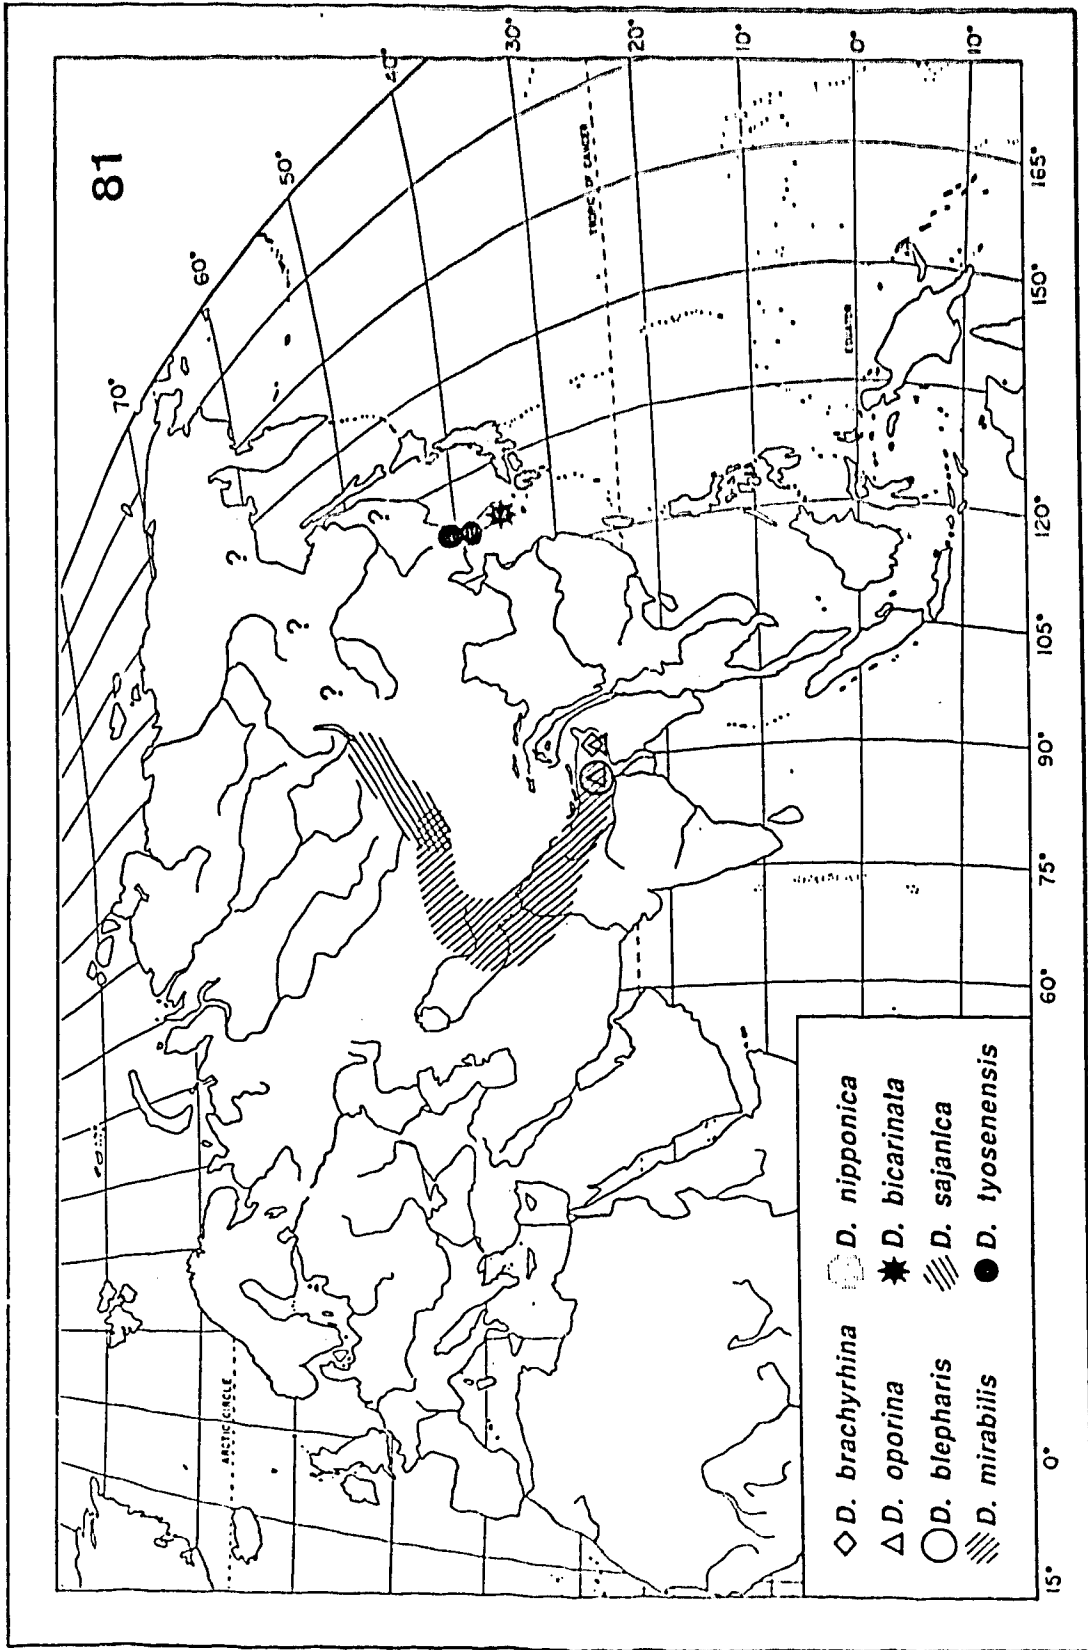 81
70°
60°
50°
40°
30°
20°
10°
0°
10°
ARCTIC CIRCLE
TROPIC OF CANCER
EQUATOR
?
?
?
?
15°
0°
60°
75°
90°
105°
120°
150°
165°
D. brachyrhina
D. oporina
D. blepharis
D. mirabilis
D. nipponica
D. bicarinata
D. sajanica
D. tyosenensis